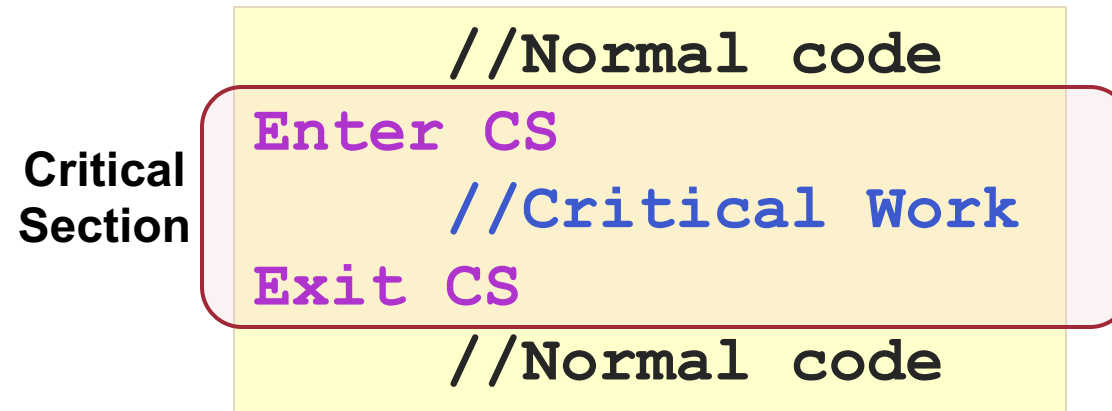 //Normal code
Enter CS
Critical
Section
//Critical Work
Exit CS
//Normal code